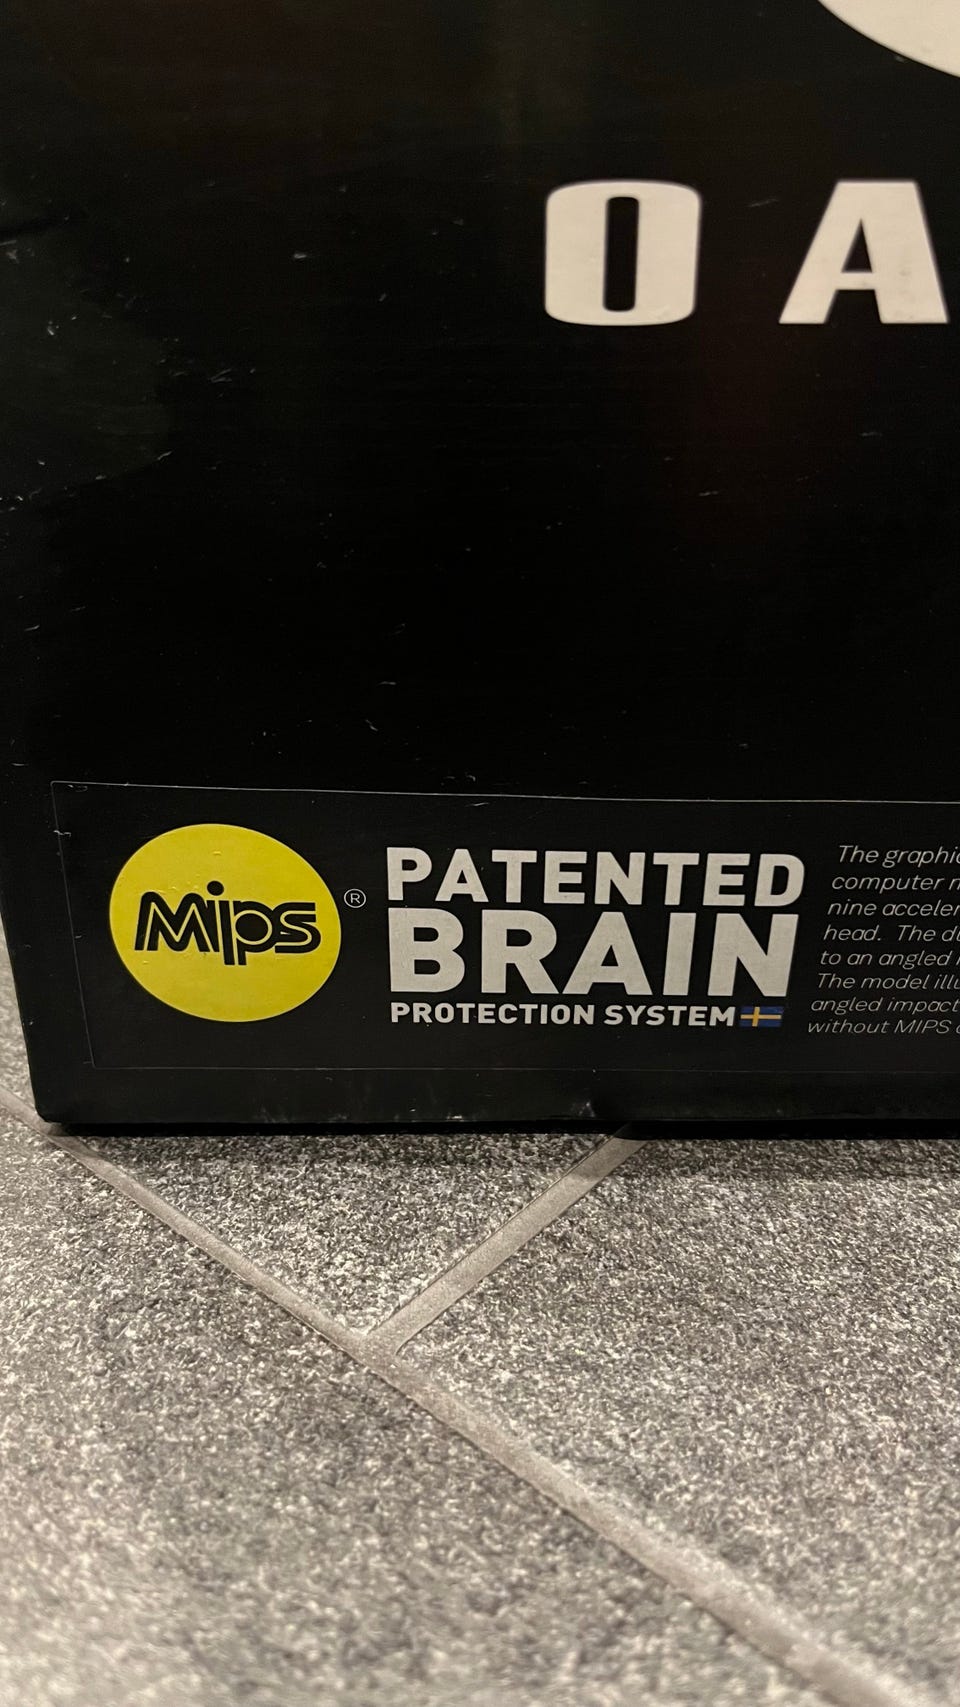 OA
Mips®
PATENTED
BRAIN
PROTECTION SYSTEM
The graphic
computer
nine acceler
head. The
to an angled
The model
angled impact
without MIPS